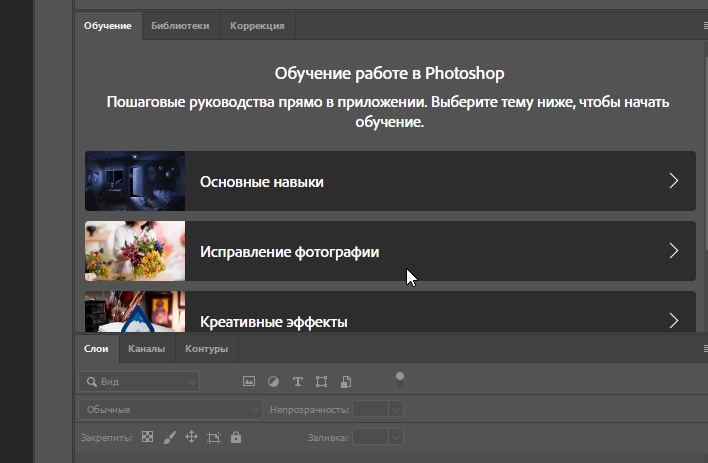 Обучение Библиотеки Коррекция
Обучение работе в Photoshop
Пошаговые руководства прямо в приложении. Выберите тему ниже, чтобы начать
обучение.
Основные навыки
Исправление фотографии
Креативные эффекты
Слои Каналы Контуры
Вид
Обычные Непрозрачность:
Закрепить: Заливка: